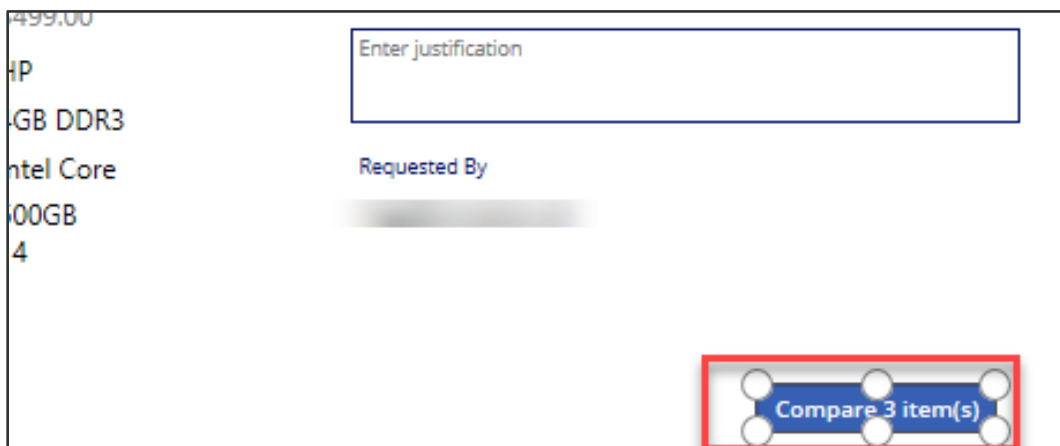 499.00
HP
GB DDR3
ntel Core
00GB
4
Enter justification
Requested By
Compare 3 item(s)